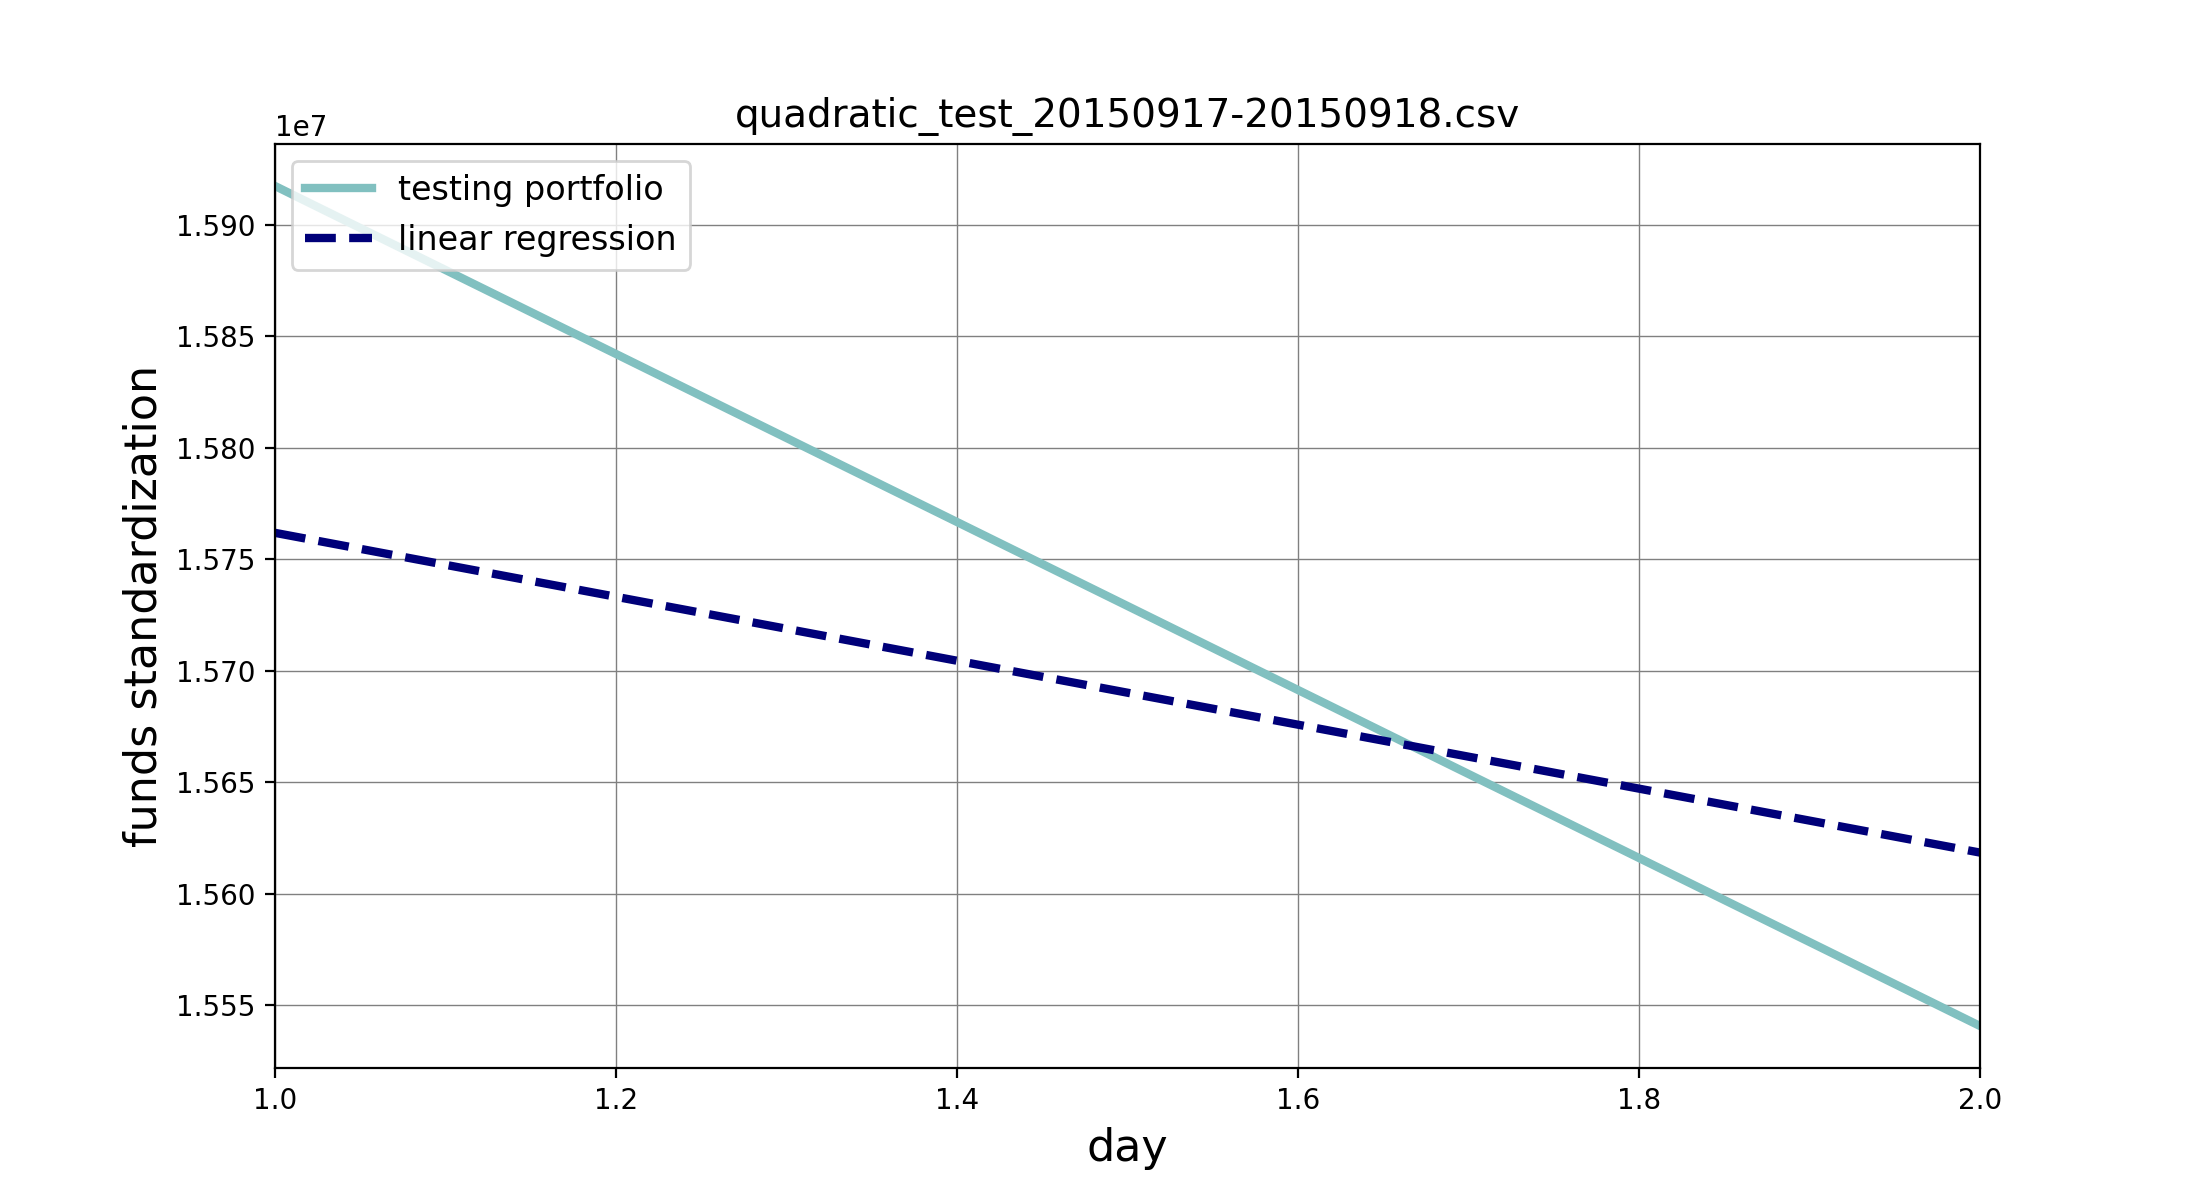 quadratic_test_20150917-20150918.csv
1e7
testing portfolio
linear regression
funds standardization
1.590
1.585
1.580
1.575
1.570
1.565
1.560
1.555
1.0 1.2 1.4 1.6 1.8 2.0
day